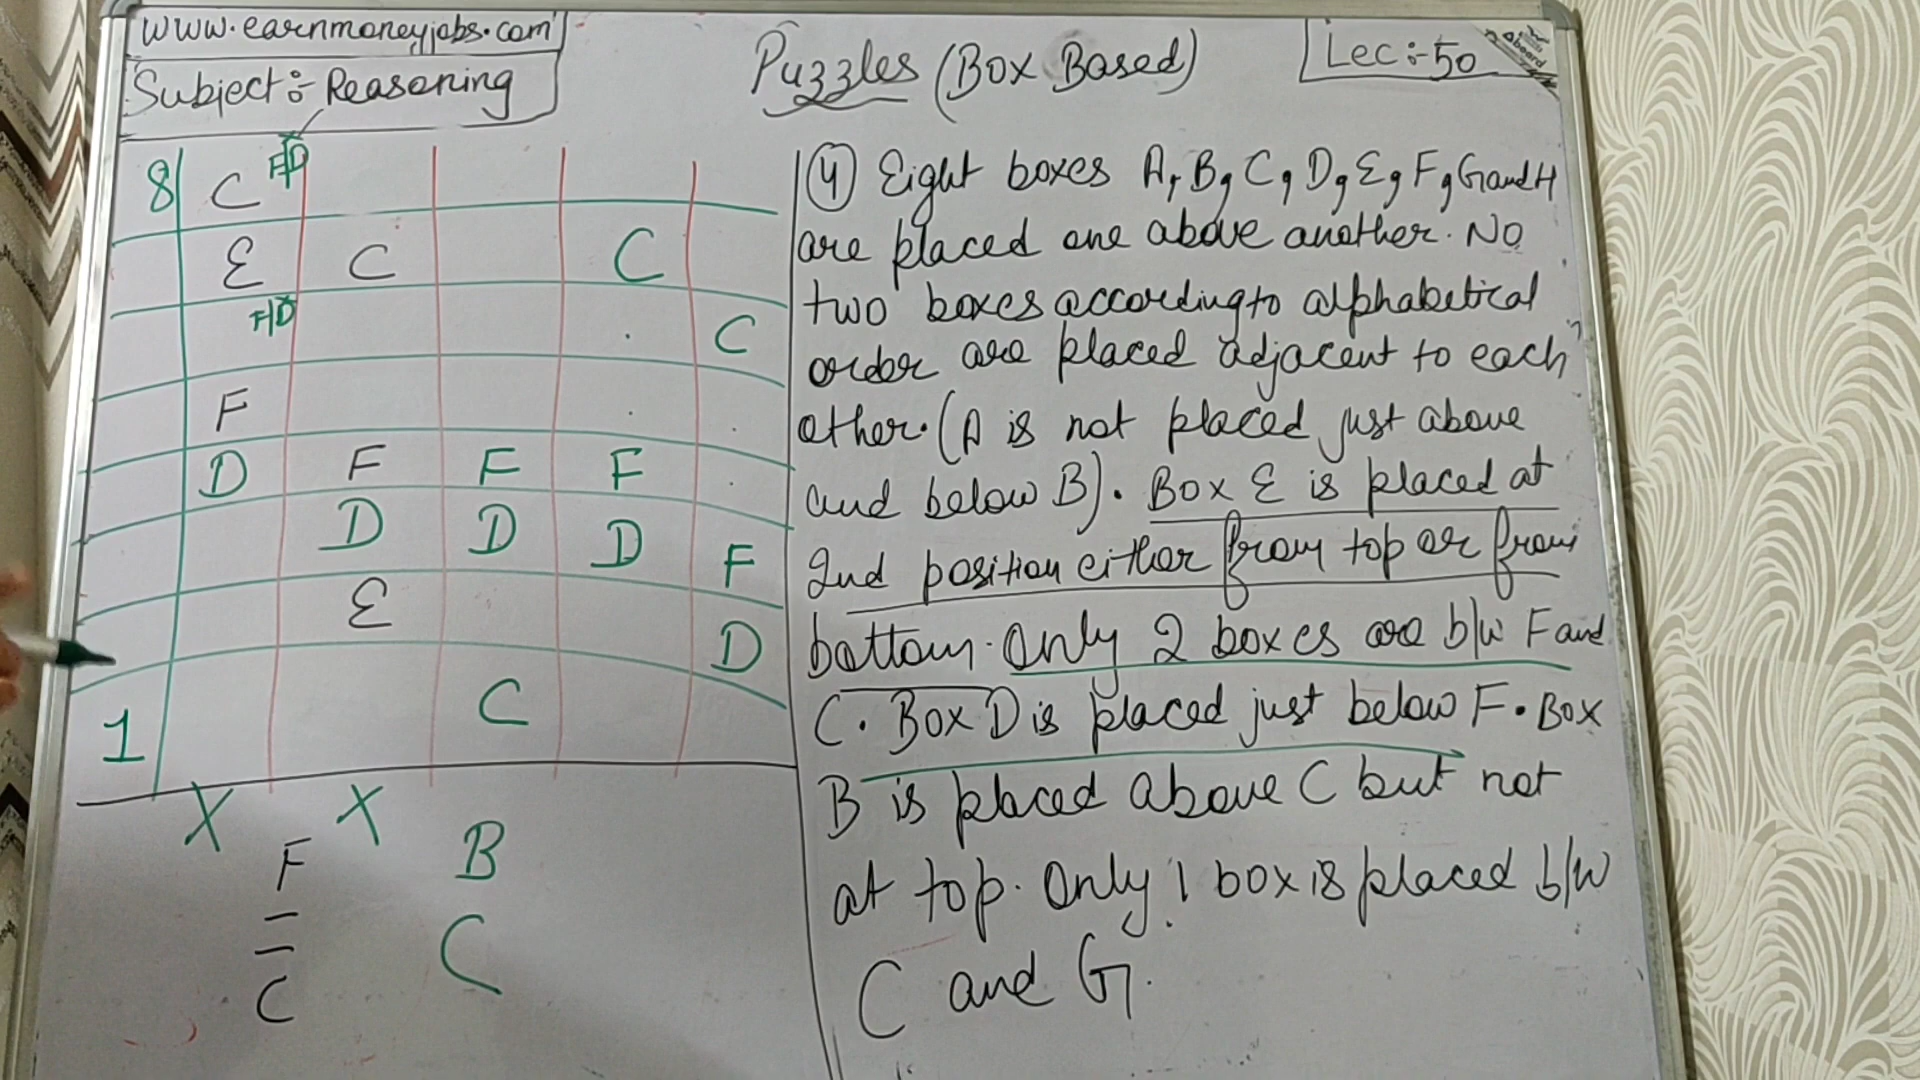 www.earnmoneyjobs.com
Subject:- Reasoning
Puzzles (Box Based)
Lec:-50
Aboard
8 C F/D
E C C
F/D C
F
D F F F
D D D F
E D
1 C
X X B
F
C C
(4) Eight boxes A, B, C, D, E, F, G and H
are placed one above another. No
two boxes according to alphabetical
order are placed adjacent to each
other. (A is not placed just above
and below B). Box E is placed at
2nd position either from top or from
bottom. Only 2 boxes are b/w F and
C. Box D is placed just below F. Box
B is placed above C but not
at top. Only 1 box is placed b/w
C and G.